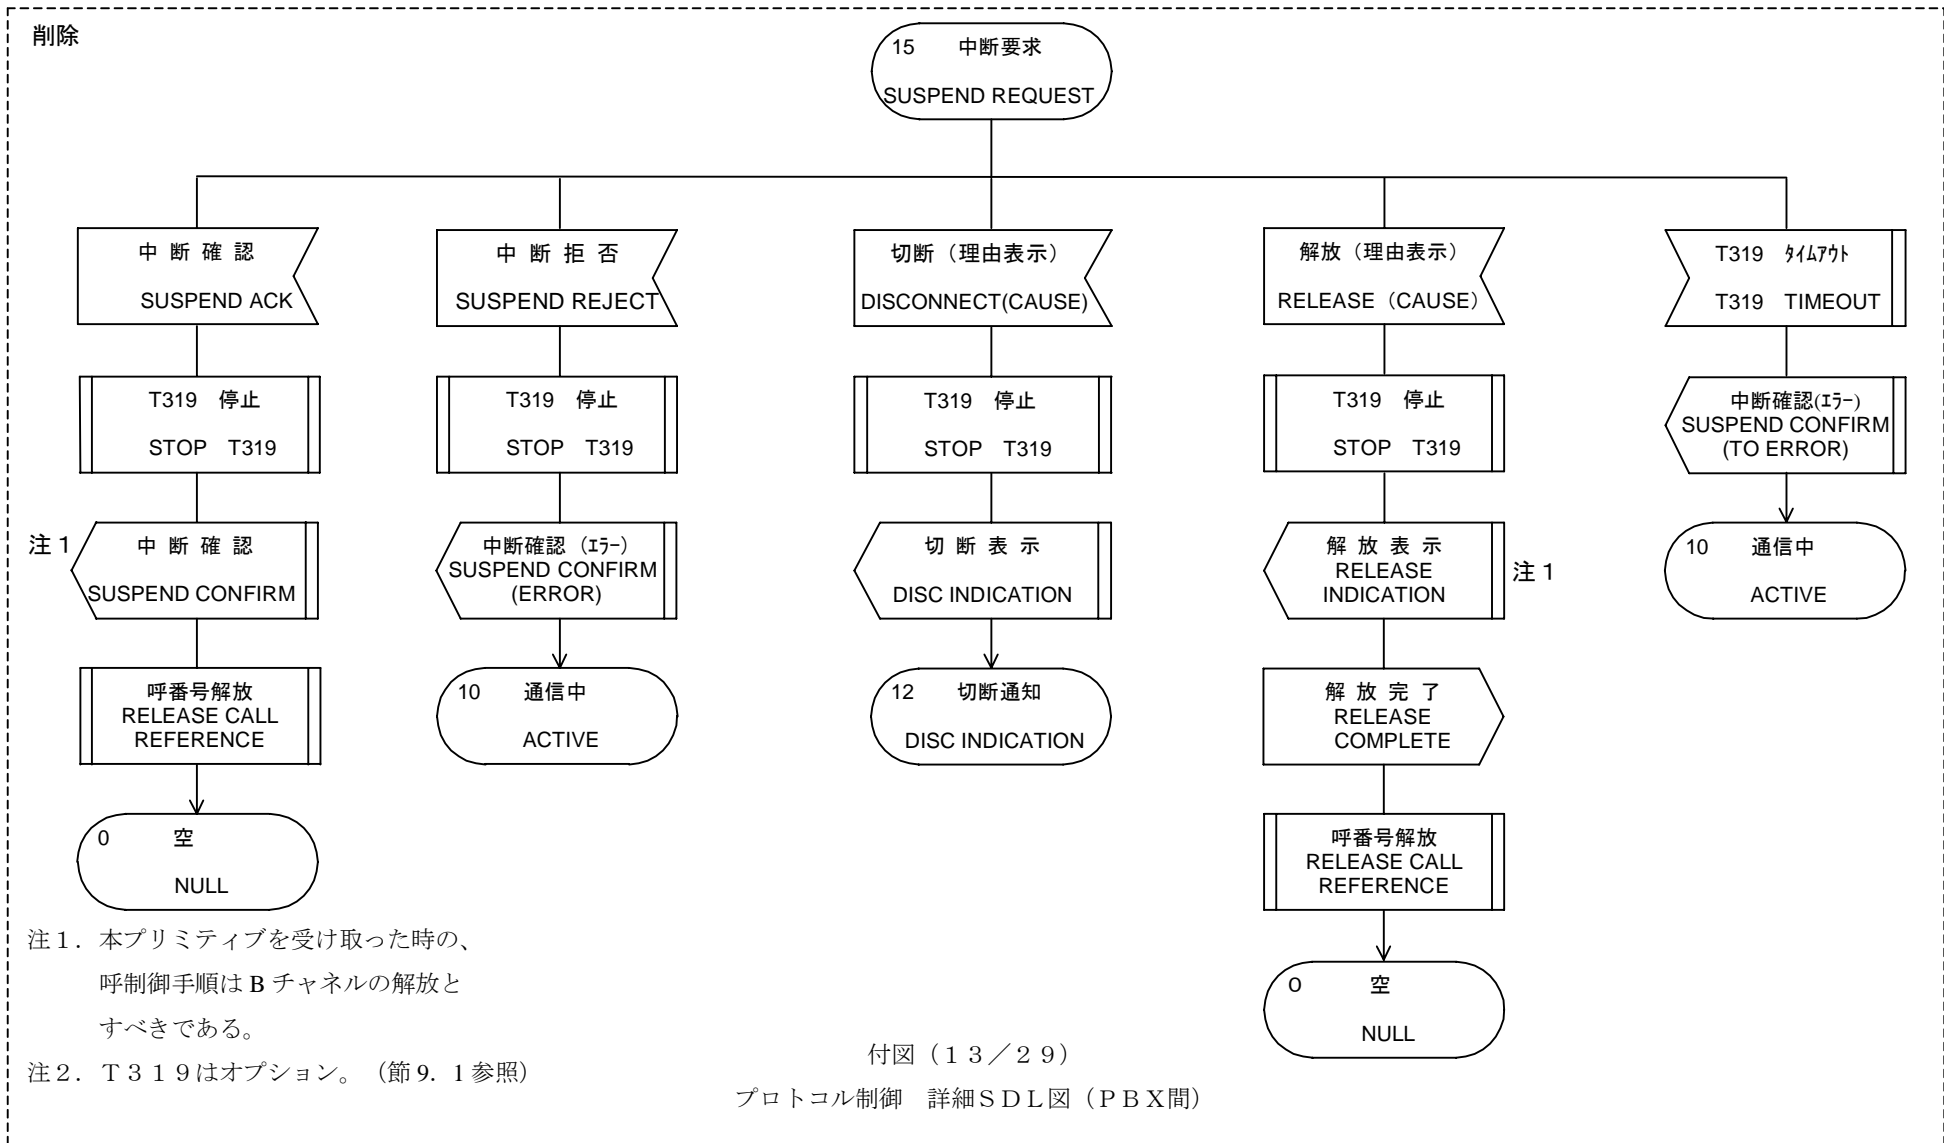 削除
15 中断要求
SUSPEND REQUEST
中 断 確 認
SUSPEND ACK
T319 停止
STOP T319
注１
中 断 確 認
SUSPEND CONFIRM
呼番号解放
RELEASE CALL
REFERENCE
0 空
NULL
中 断 拒 否
SUSPEND REJECT
T319 停止
STOP T319
中断確認（ｴﾗｰ）
SUSPEND CONFIRM
(ERROR)
10 通信中
ACTIVE
切断（理由表示）
DISCONNECT(CAUSE)
T319 停止
STOP T319
切 断 表 示
DISC INDICATION
12 切断通知
DISC INDICATION
解放（理由表示）
RELEASE（CAUSE）
T319 停止
STOP T319
解 放 表 示
RELEASE
INDICATION
注１
解 放 完 了
RELEASE
COMPLETE
呼番号解放
RELEASE CALL
REFERENCE
0 空
NULL
T319 ﾀｲﾑｱｳﾄ
T319 TIMEOUT
中断確認(ｴﾗｰ)
SUSPEND CONFIRM
(TO ERROR)
10 通信中
ACTIVE
注１．本プリミティブを受け取った時の、
呼制御手順は B チャネルの解放と
すべきである。
注２．Ｔ３１９はオプション。（節 9．1 参照）
付図（１３／２９）
プロトコル制御　詳細ＳＤＬ図（ＰＢＸ間）